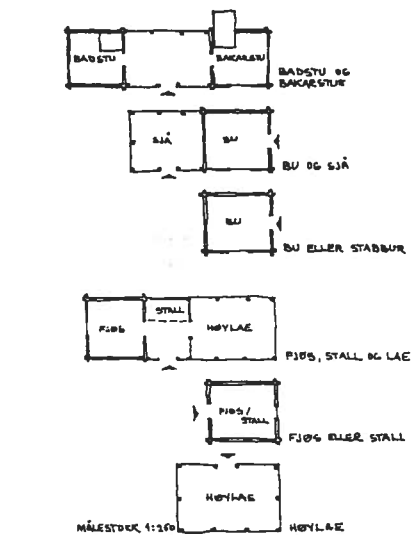 BADSTU
BAKARSTU
BADSTU OG
BAKARSTUE
SJÅ
BU
BU OG SJÅ
BU
BU ELLER STABBUR
STALL
FJØS
HØYLAE
FJØS, STALL OG LAE
FJØS/
STALL
FJØS ELLER STALL
HØYLAE
MÅLESTOKK 1:250
HØYLAE